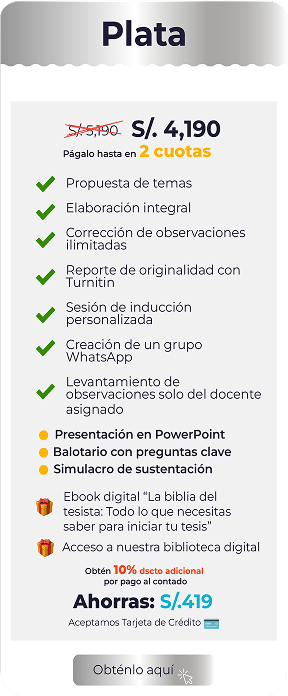 Plata
S/. 5,190 S/. 4,190
Págalo hasta en 2 cuotas
Propuesta de temas
Elaboración integral
Corrección de observaciones
ilimitadas
Reporte de originalidad con
Turnitin
Sesión de inducción
personalizada
Creación de un grupo
WhatsApp
Levantamiento de
observaciones solo del docente
asignado
Presentación en PowerPoint
Balotario con preguntas clave
Simulacro de sustentación
Ebook digital “La biblia del
tesista: Todo lo que necesitas
saber para iniciar tu tesis”
Acceso a nuestra biblioteca digital
Obtén 10% dscto adicional
por pago al contado
Ahorras: S/.419
Aceptamos Tarjeta de Crédito
Obténlo aquí